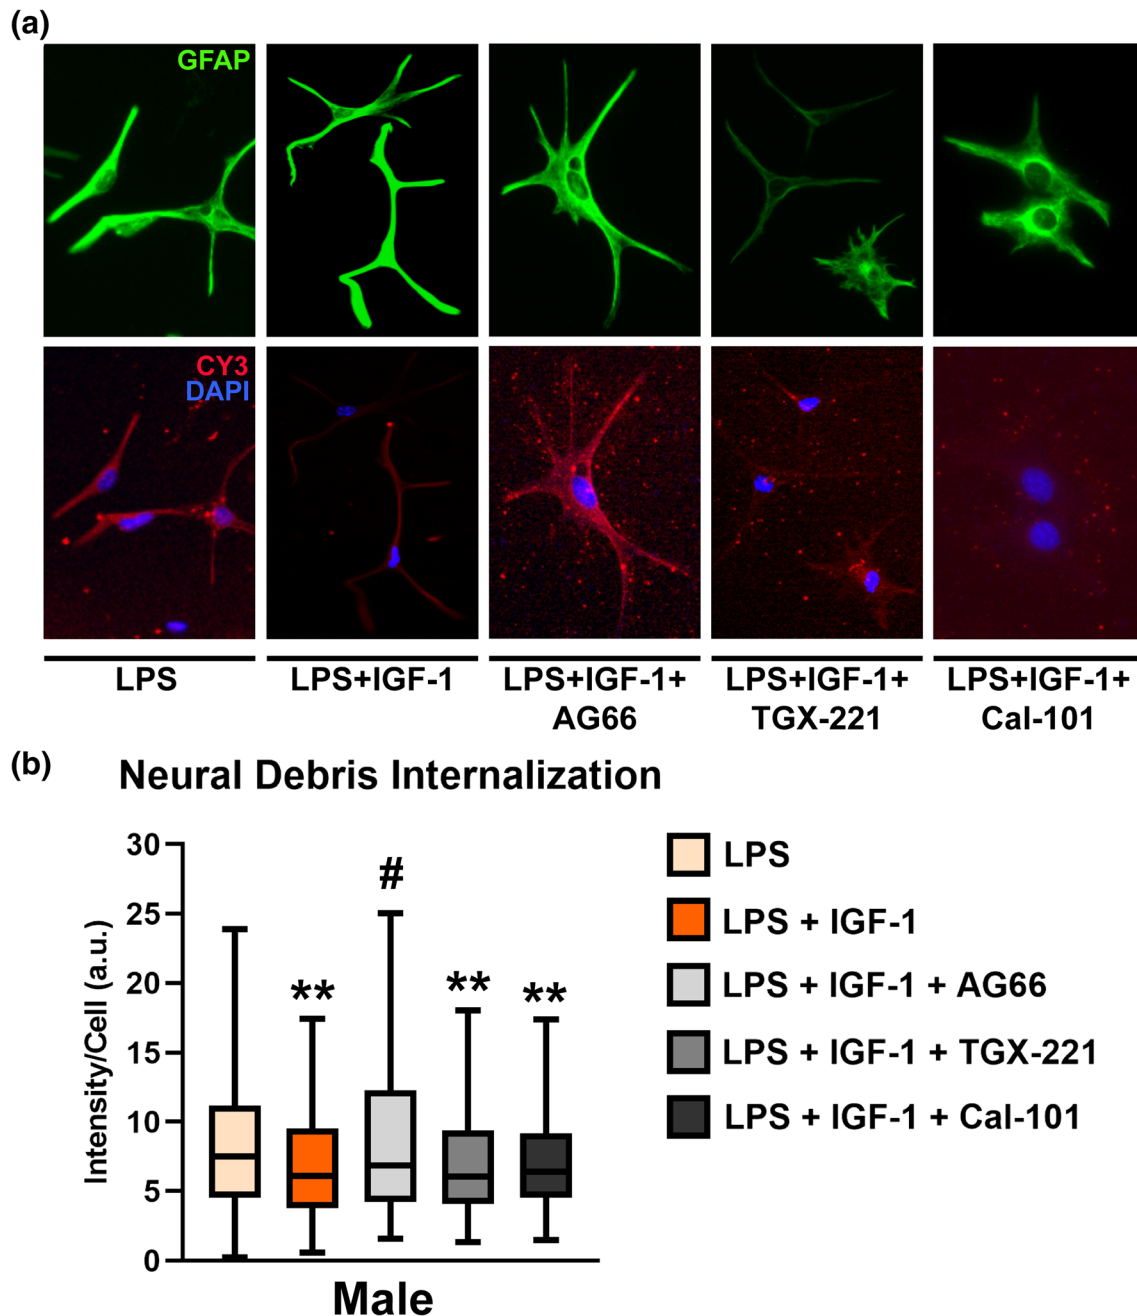 (a)
GFAP
CY3
DAPI
LPS
LPS+IGF-1
LPS+IGF-1+
AG66
LPS+IGF-1+
TGX-221
LPS+IGF-1+
Cal-101
(b)
Neural Debris Internalization
Intensity/Cell (a.u.)
30
25
20
15
10
5
0
**
#
**
**
Male
LPS
LPS + IGF-1
LPS + IGF-1 + AG66
LPS + IGF-1 + TGX-221
LPS + IGF-1 + Cal-101